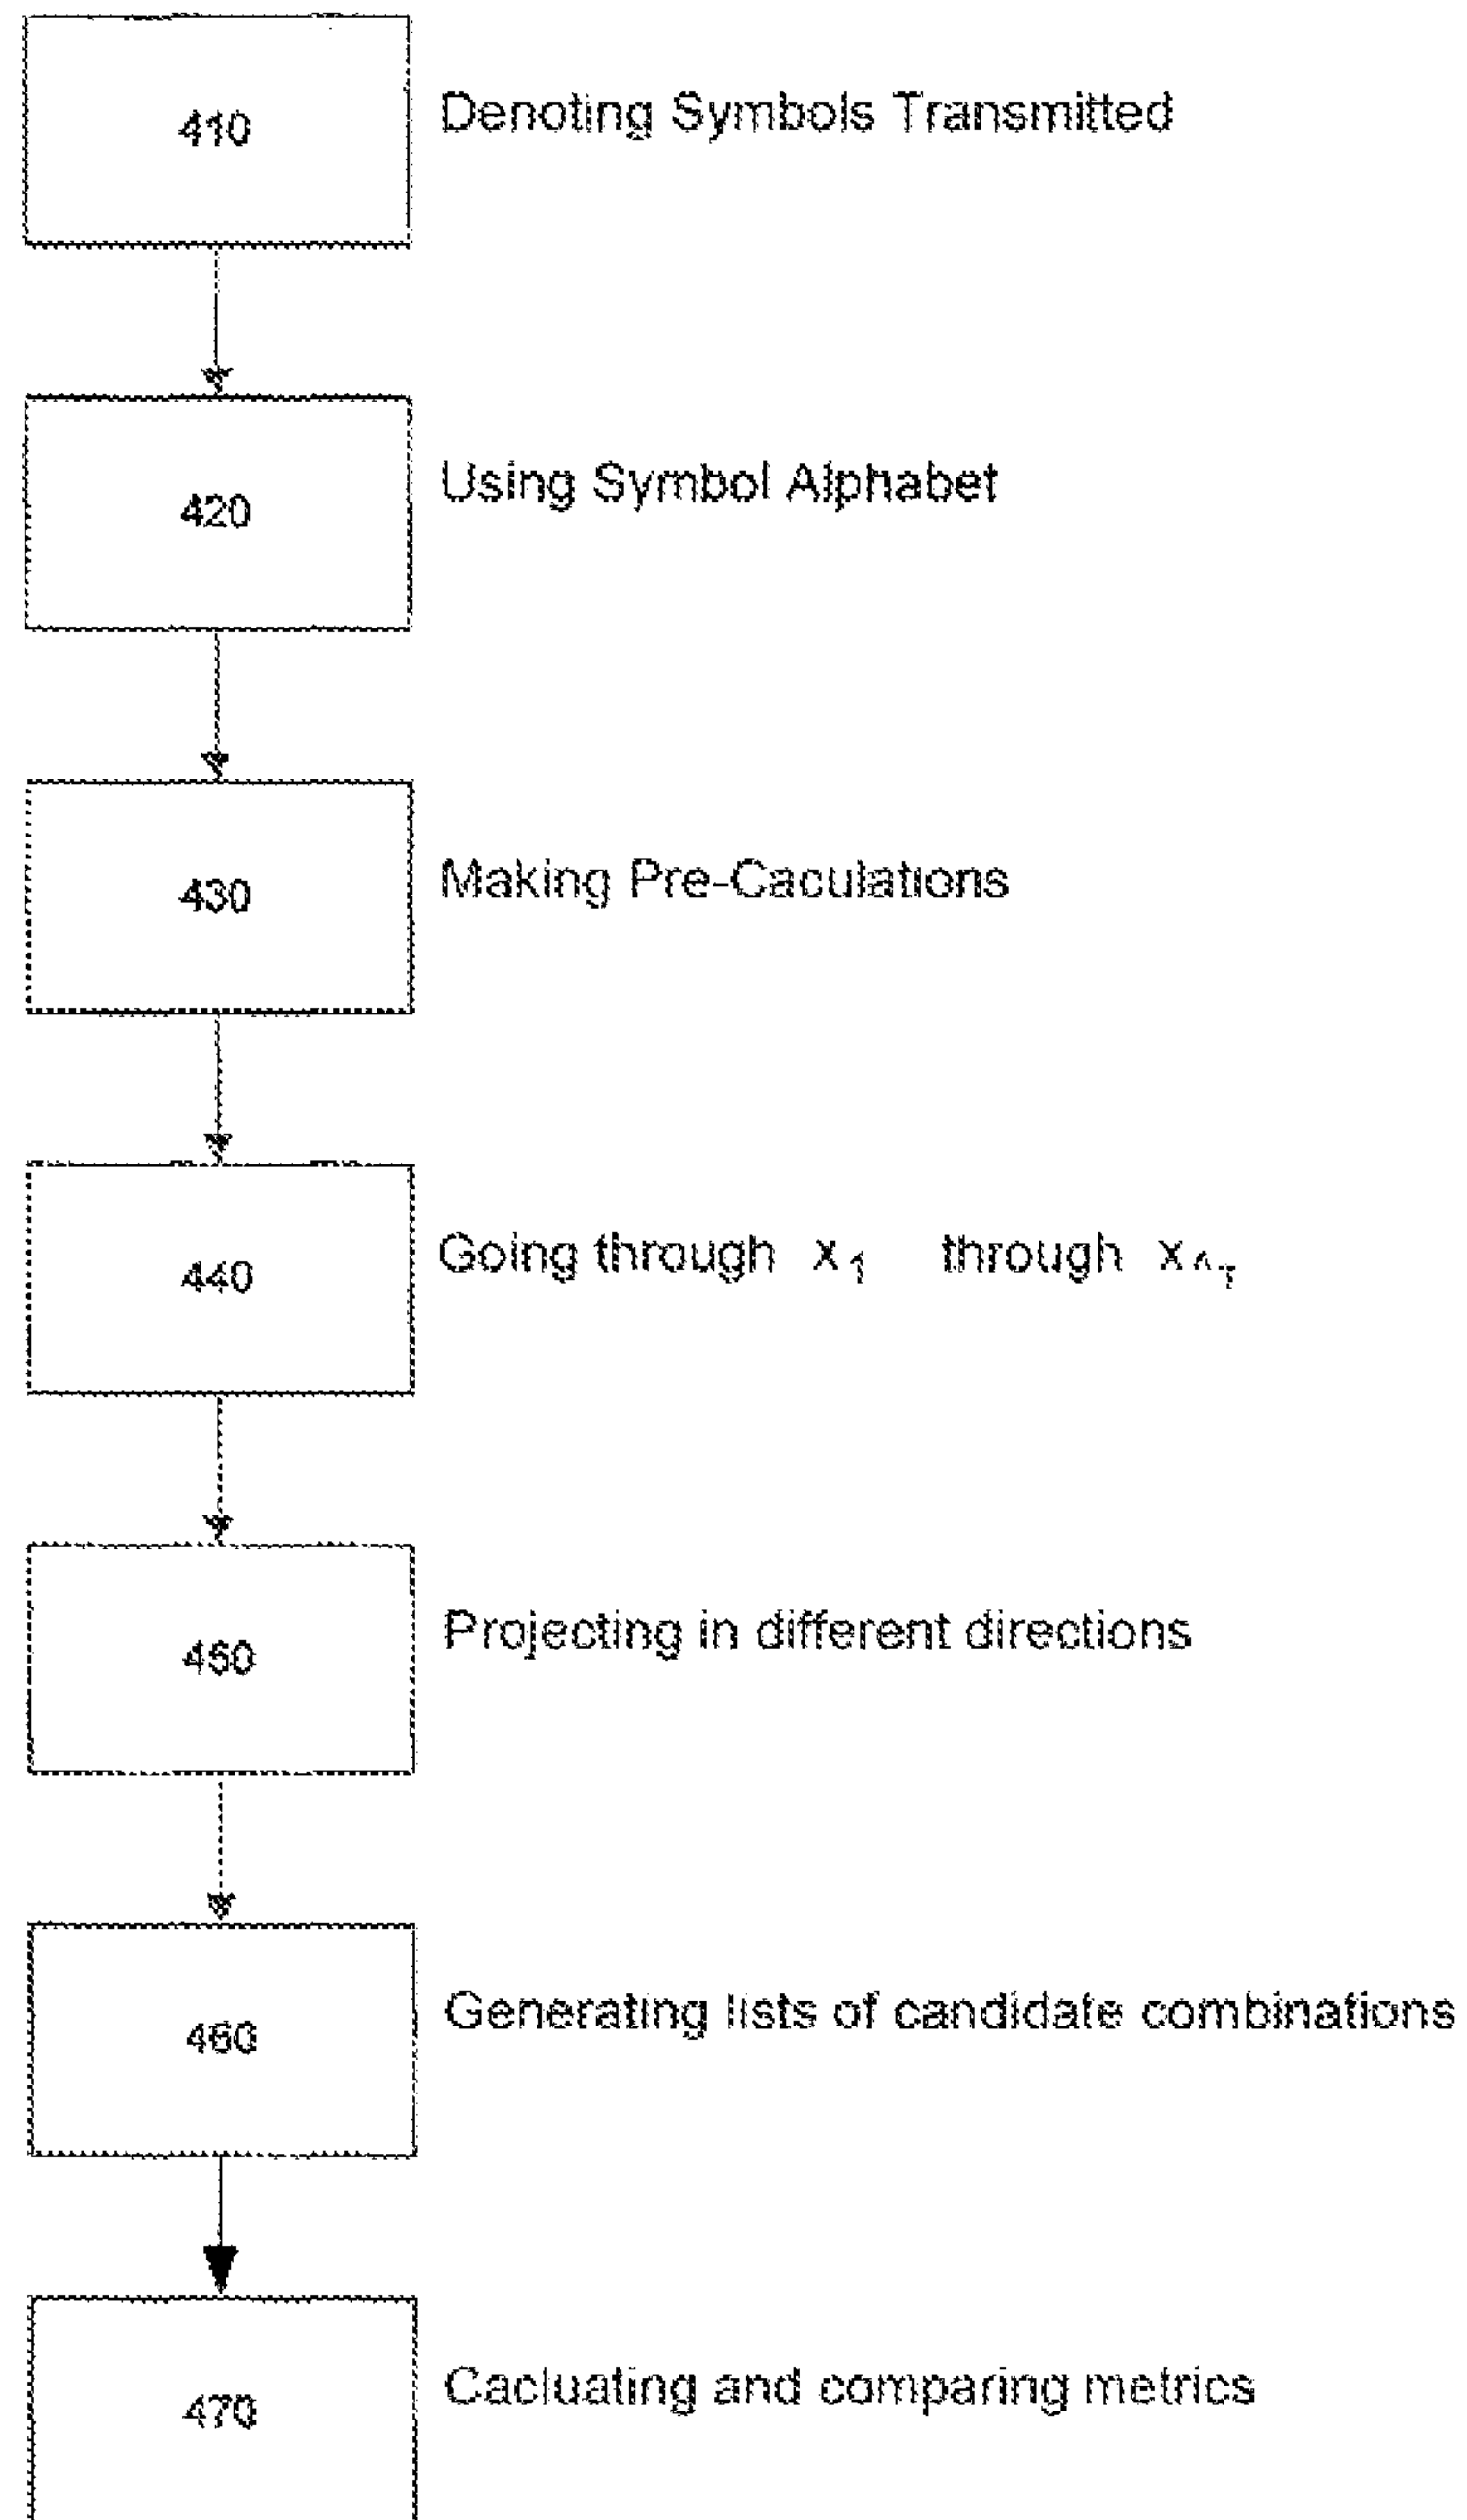 410 Denoting Symbols Transmitted
420 Using Symbol Alphabet
430 Making Pre-Caculations
440 Going through x1 through x
450 Projecting in different directions
460 Generating lists of candidate combinations
470 Cacluating and comparing metrics